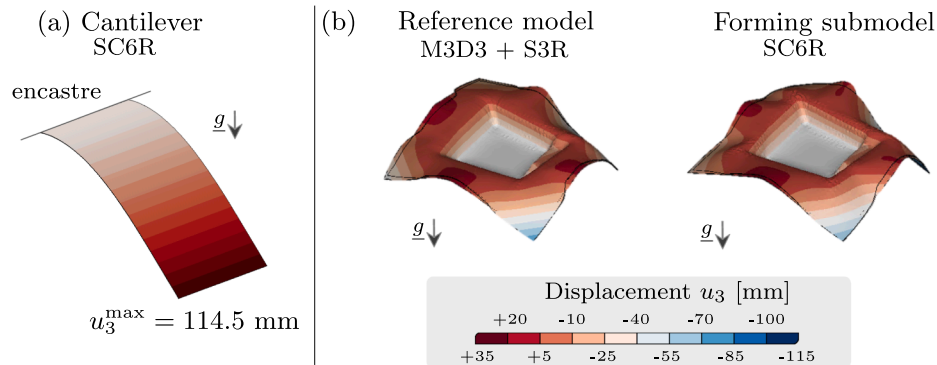 (a) Cantilever
SC6R
encastre
g
u₃ᵐᵃˣ = 114.5 mm
(b) Reference model
M3D3 + S3R
g
Forming submodel
SC6R
g
Displacement u₃ [mm]
+20 -10 -40 -70 -100
+35 +5 -25 -55 -85 -115